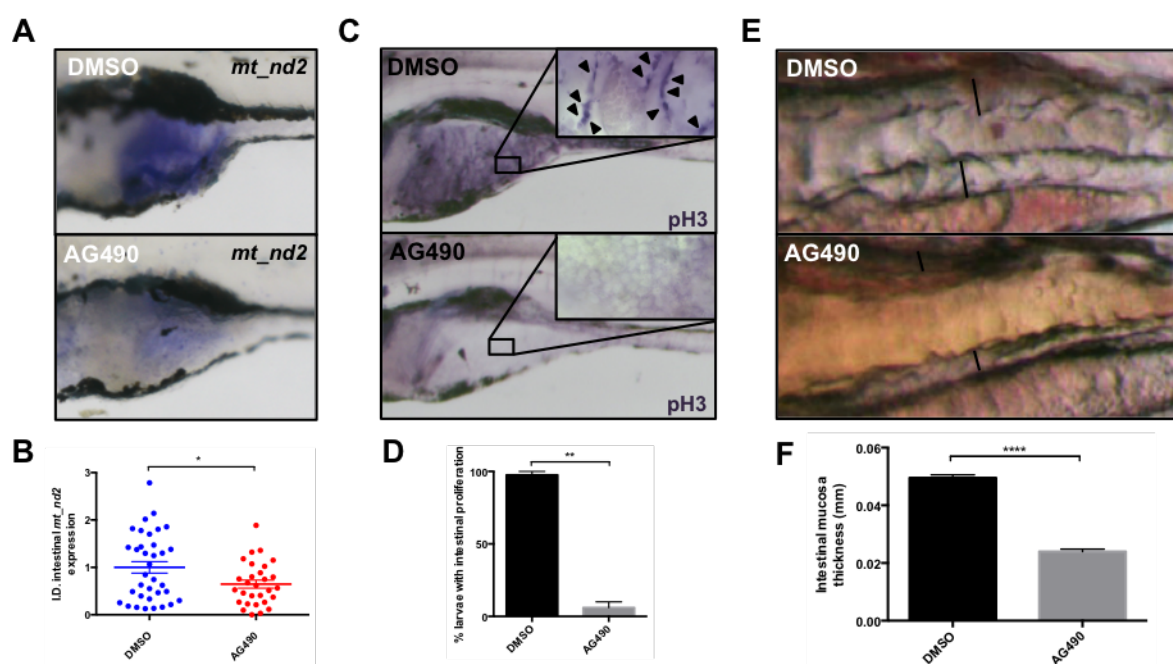 A
DMSO
mt_nd2
AG490
mt_nd2
B
I.D. intestinal mt_nd2
expression
*
3
2
1
0
DMSO
AG490
C
DMSO
pH3
AG490
pH3
D
% larvae with intestinal proliferation
**
100
50
0
DMSO
AG490
E
DMSO
AG490
F
Intestinal mucosa
thickness (mm)
****
0.06
0.04
0.02
0.00
DMSO
AG490